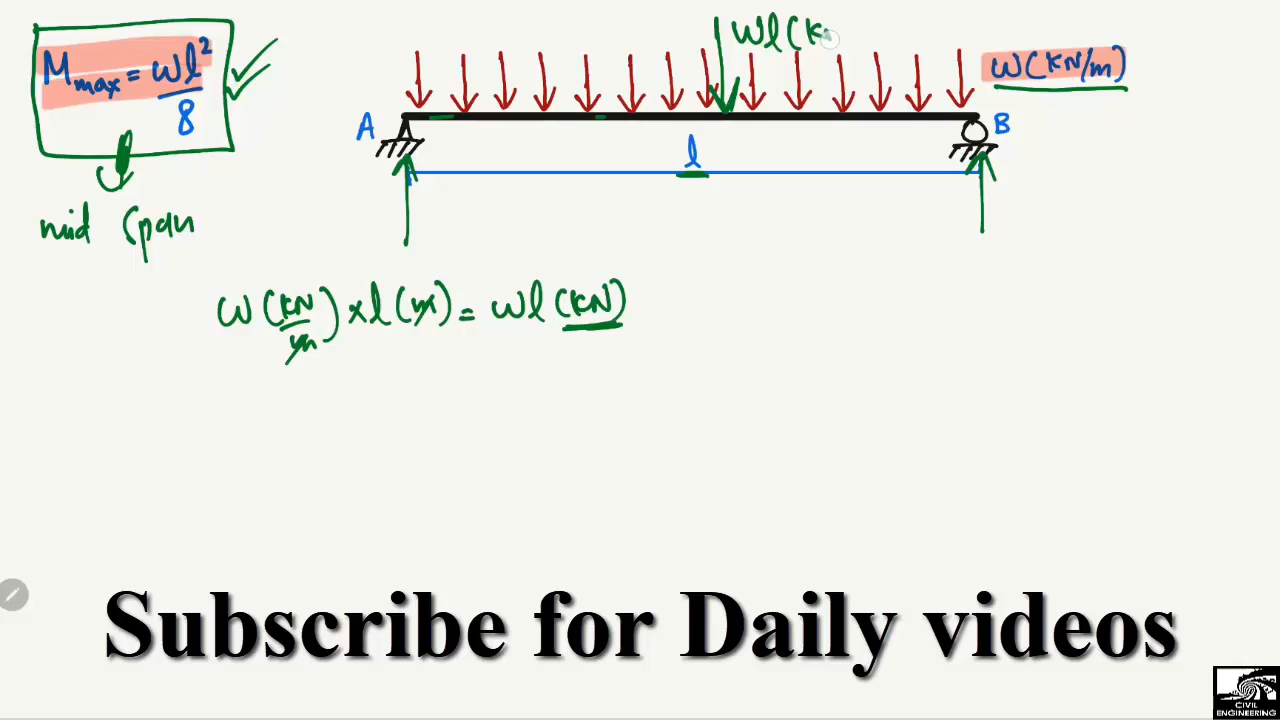 Mmax = wl²/8
mid span
wl (K
w (KN/m)
A
B
l
w (KN/m) × l (m) = wl (KN)
Subscribe for Daily videos
CIVIL
ENGINEERING